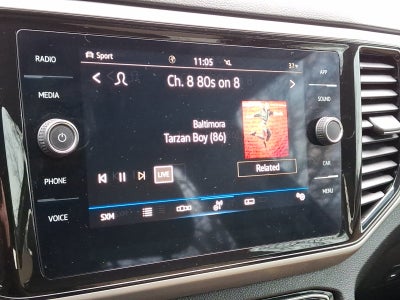 RADIO
MEDIA
PHONE
VOICE
Sport
11:05
Ch. 8 80s on 8
Baltimora
Tarzan Boy (86)
LIVE
Related
SXM
APP
SOUND
CAR
MENU